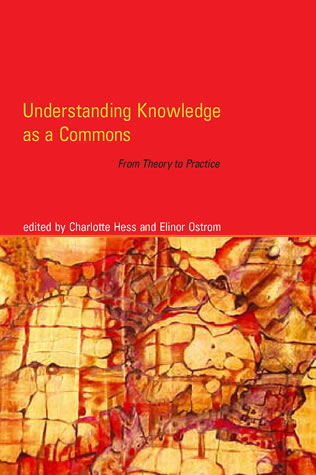 Understanding Knowledge
as a Commons
From Theory to Practice
edited by Charlotte Hess and Elinor Ostrom